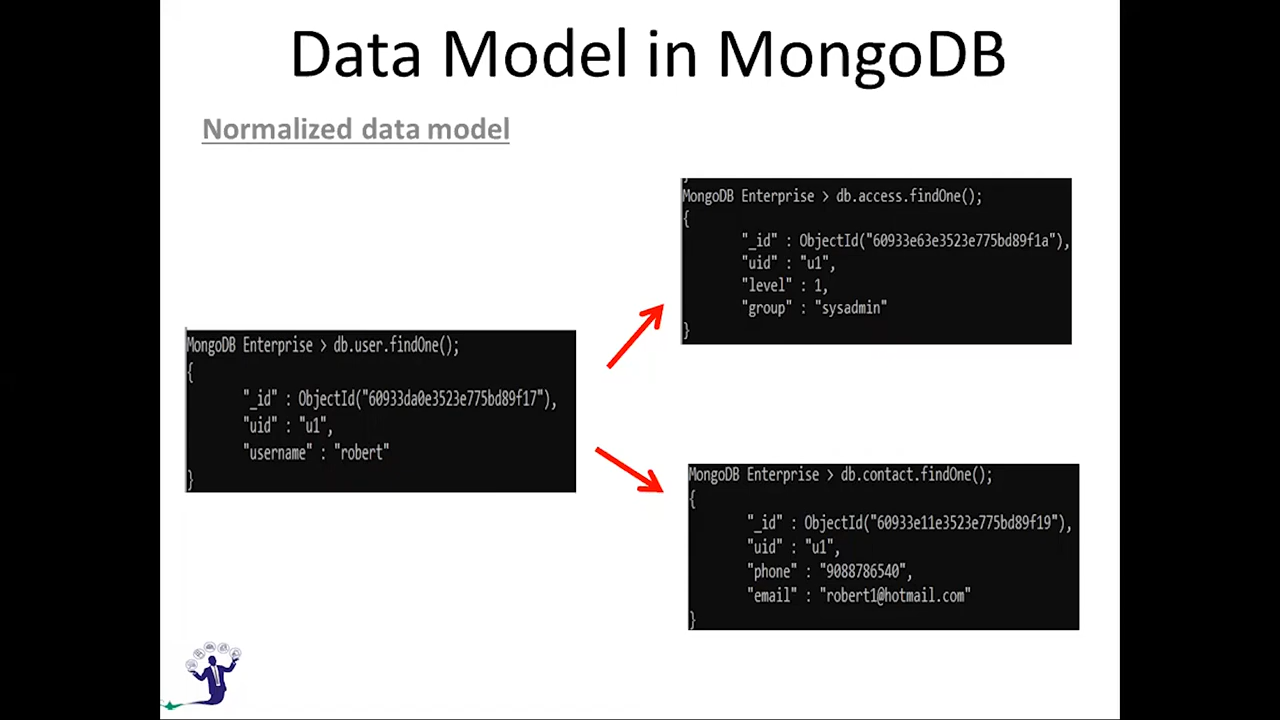 Data Model in MongoDB
Normalized data model
MongoDB Enterprise > db.user.findOne();
{
"_id" : ObjectId("60933da0e3523e775bd89f17"),
"uid" : "u1",
"username" : "robert"
}
MongoDB Enterprise > db.access.findOne();
{
"_id" : ObjectId("60933e63e3523e775bd89f1a"),
"uid" : "u1",
"level" : 1,
"group" : "sysadmin"
}
MongoDB Enterprise > db.contact.findOne();
{
"_id" : ObjectId("60933e11e3523e775bd89f19"),
"uid" : "u1",
"phone" : "9088786540",
"email" : "robert1@hotmail.com"
}